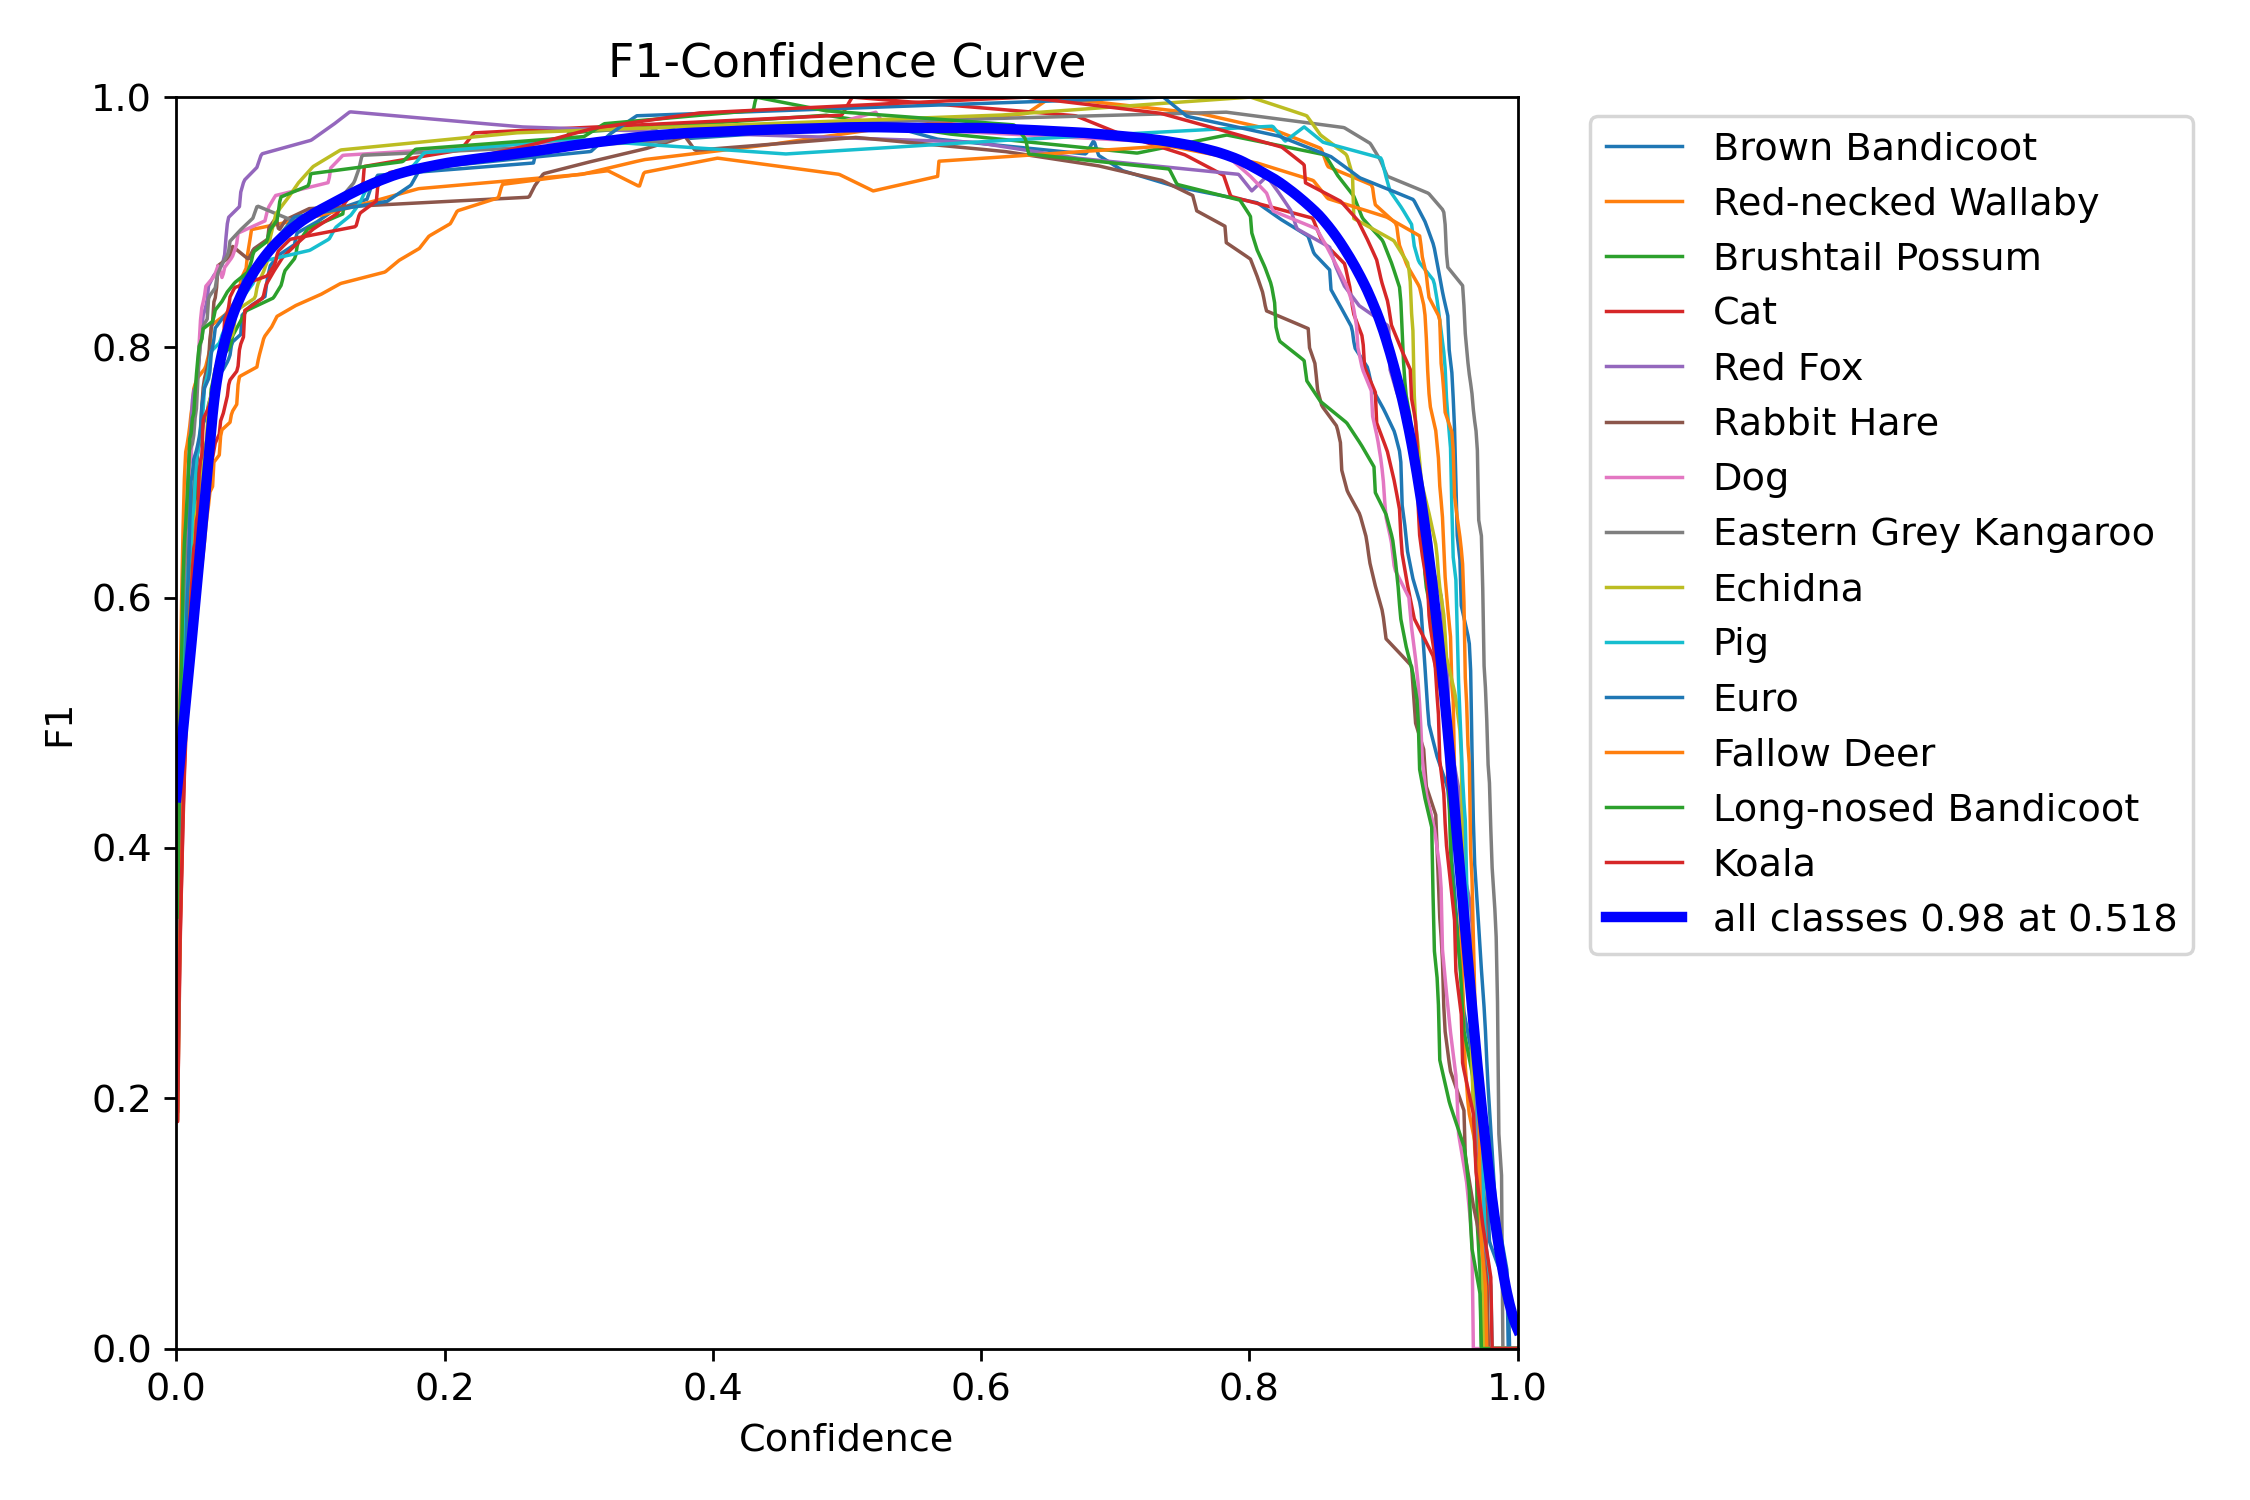 F1-Confidence Curve
1.0
0.8
0.6
0.4
0.2
0.0
F1
0.0 0.2 0.4 0.6 0.8 1.0
Confidence
Brown Bandicoot
Red-necked Wallaby
Brushtail Possum
Cat
Red Fox
Rabbit Hare
Dog
Eastern Grey Kangaroo
Echidna
Pig
Euro
Fallow Deer
Long-nosed Bandicoot
Koala
all classes 0.98 at 0.518